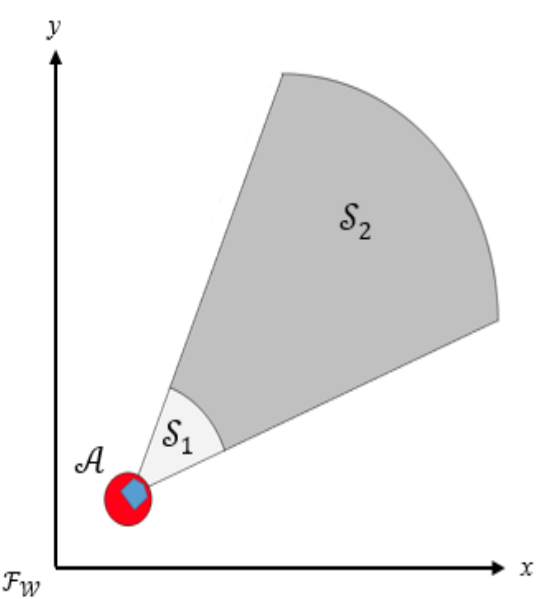 y
𝒮₂
𝒮₁
𝒜
x
ℱ𝒲